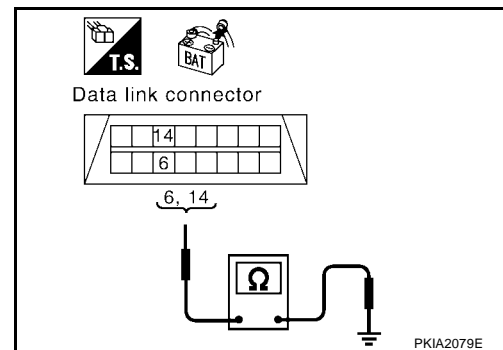 T.S.
BAT
Data link connector
14
6
6, 14
Ω
PKIA2079E